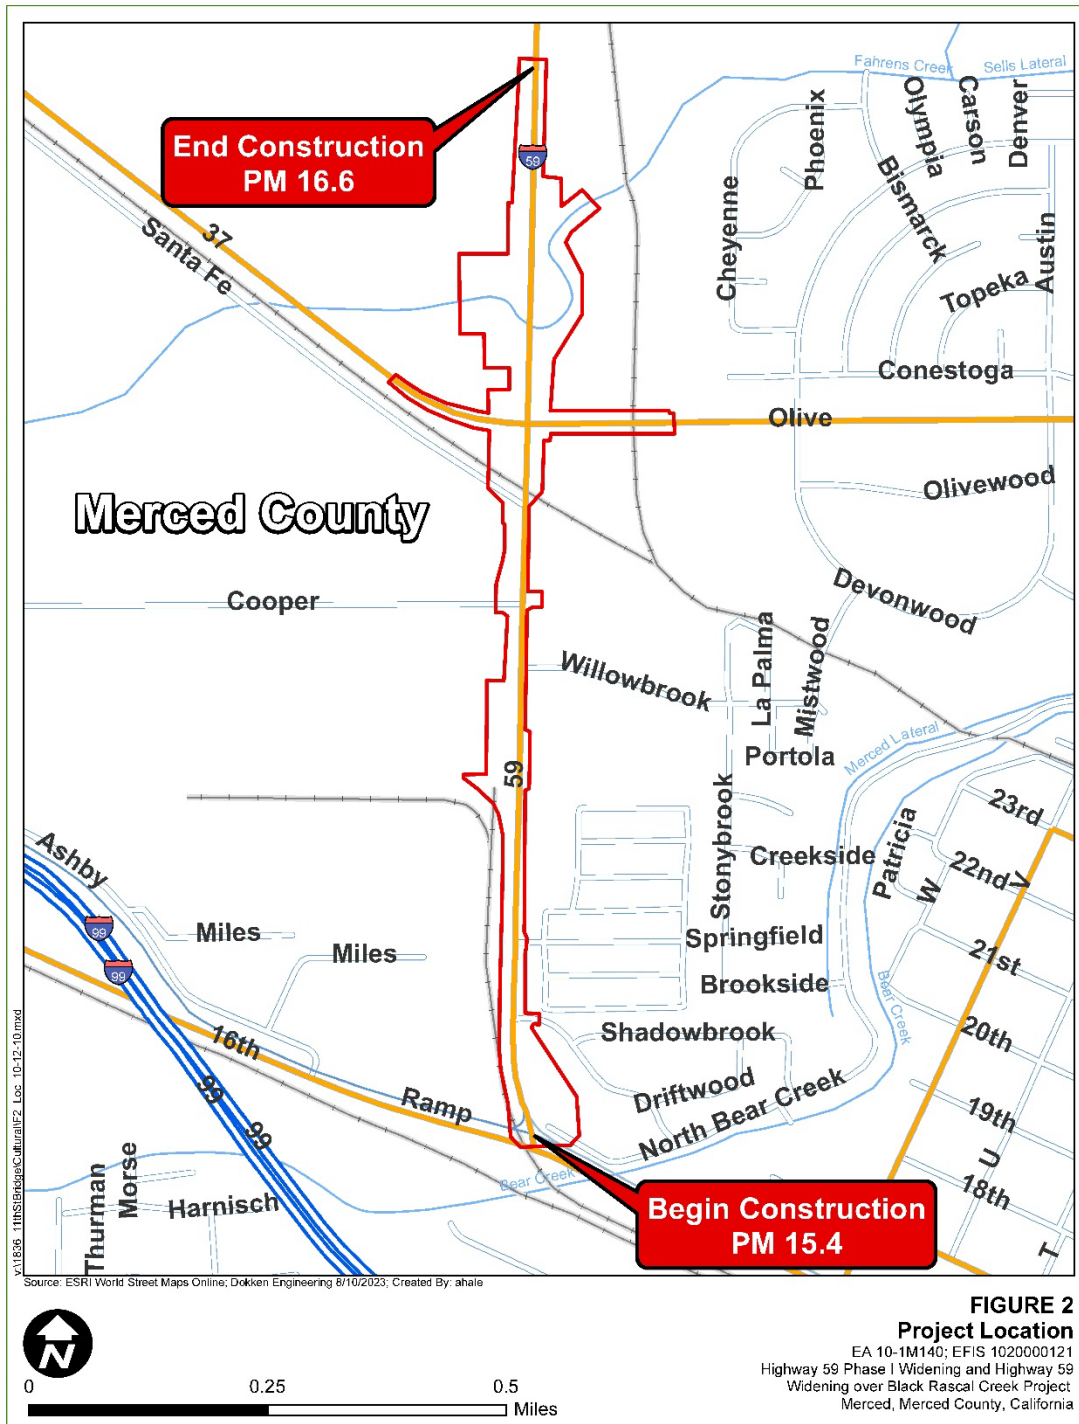 Fahrens Creek
Sells Lateral
End Construction
PM 16.6
59
Phoenix
Olympia
Carson
Denver
Bismarck
Cheyenne
Austin
Topeka
37
Santa Fe
Conestoga
Olive
Olivewood
Merced County
Cooper
Devonwood
Willowbrook
La Palma
Mistwood
Portola
Merced Lateral
59
Stonybrook
23rd
Patricia
Creekside
22nd
V
W
Ashby
99
99
Miles
Miles
Springfield
21st
Brookside
Bear Creek
Shadowbrook
20th
16th
Driftwood
Ramp
North Bear Creek
19th
99
99
U
18th
Thurman
Morse
Harnisch
Bear Creek
Begin Construction
PM 15.4
T
v:\1836_11thStBridge\Cultural\F2_Loc_10-12-10.mxd
Source: ESRI World Street Maps Online; Dokken Engineering 8/10/2023; Created By: ahale
N
0
0.25
0.5
Miles
FIGURE 2
Project Location
EA 10-1M140; EFIS 1020000121
Highway 59 Phase I Widening and Highway 59
Widening over Black Rascal Creek Project
Merced, Merced County, California